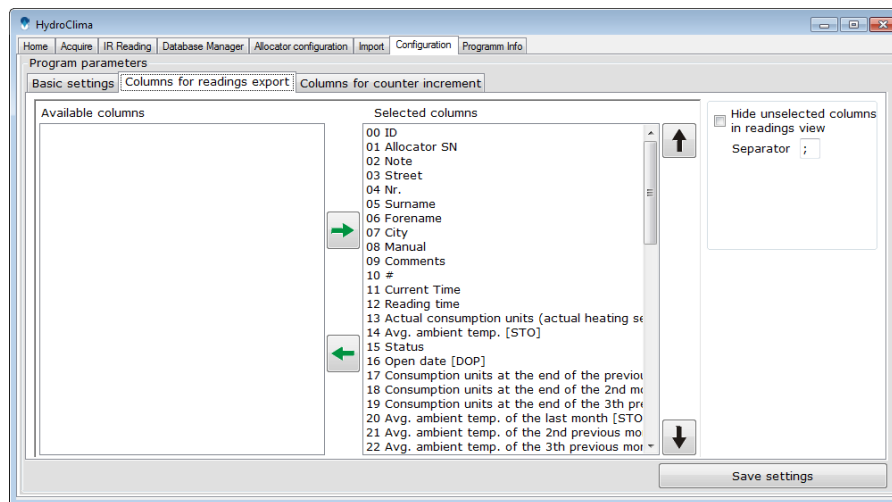 HydroClima
Home Acquire IR Reading Database Manager Allocator configuration Import Configuration Programm Info
Program parameters
Basic settings Columns for readings export Columns for counter increment
Available columns
Selected columns
00 ID
01 Allocator SN
02 Note
03 Street
04 Nr.
05 Surname
06 Forename
07 City
08 Manual
09 Comments
10 #
11 Current Time
12 Reading time
13 Actual consumption units (actual heating se
14 Avg. ambient temp. [STO]
15 Status
16 Open date [DOP]
17 Consumption units at the end of the previou
18 Consumption units at the end of the 2nd mo
19 Consumption units at the end of the 3th pre
20 Avg. ambient temp. of the last month [STO
21 Avg. ambient temp. of the 2nd previous mo
22 Avg. ambient temp. of the 3th previous mor
Hide unselected columns
in readings view
Separator ;
Save settings